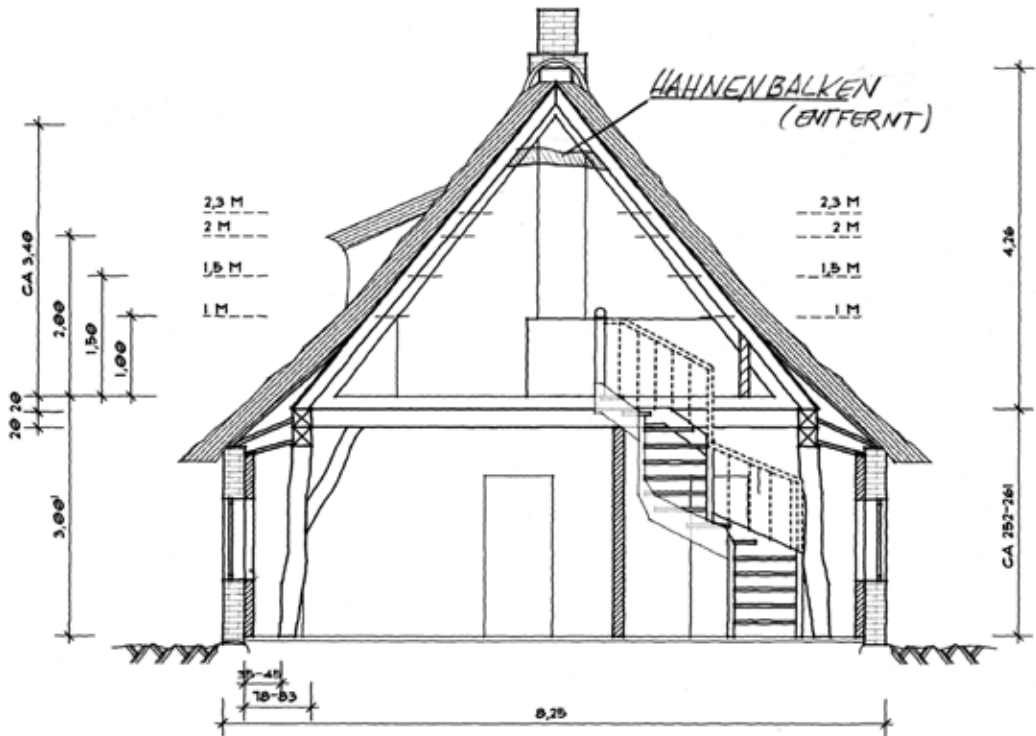 HAHNENBALKEN
(ENTFERNT)
2,3 M
2 M
1,5 M
1 M
2,3 M
2 M
1,5 M
1 M
CA 3,40
2,00
1,50
1,00
20 20
3,00
4,26
CA 252-261
35-45
78-83
8,25